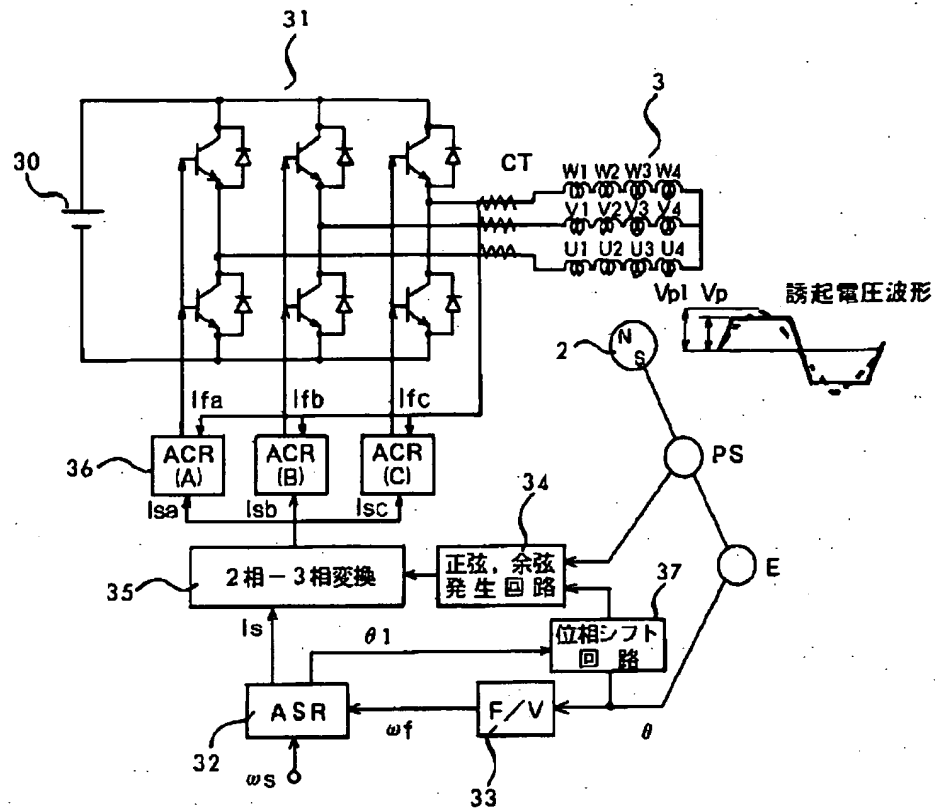 31
3
30
CT
W1 W2 W3 W4
V1 V2 V3 V4
U1 U2 U3 U4
Vp1 Vp 誘起電圧波形
2
N
S
Ifa Ifb Ifc
36
ACR
(A)
ACR
(B)
ACR
(C)
PS
Isa Isb Isc
34
35
2相-3相変換
正弦,余弦
発生回路
37
E
Is
θ1
位相シフト
回路
32
ASR
ωf
F/V
θ
ωs
33